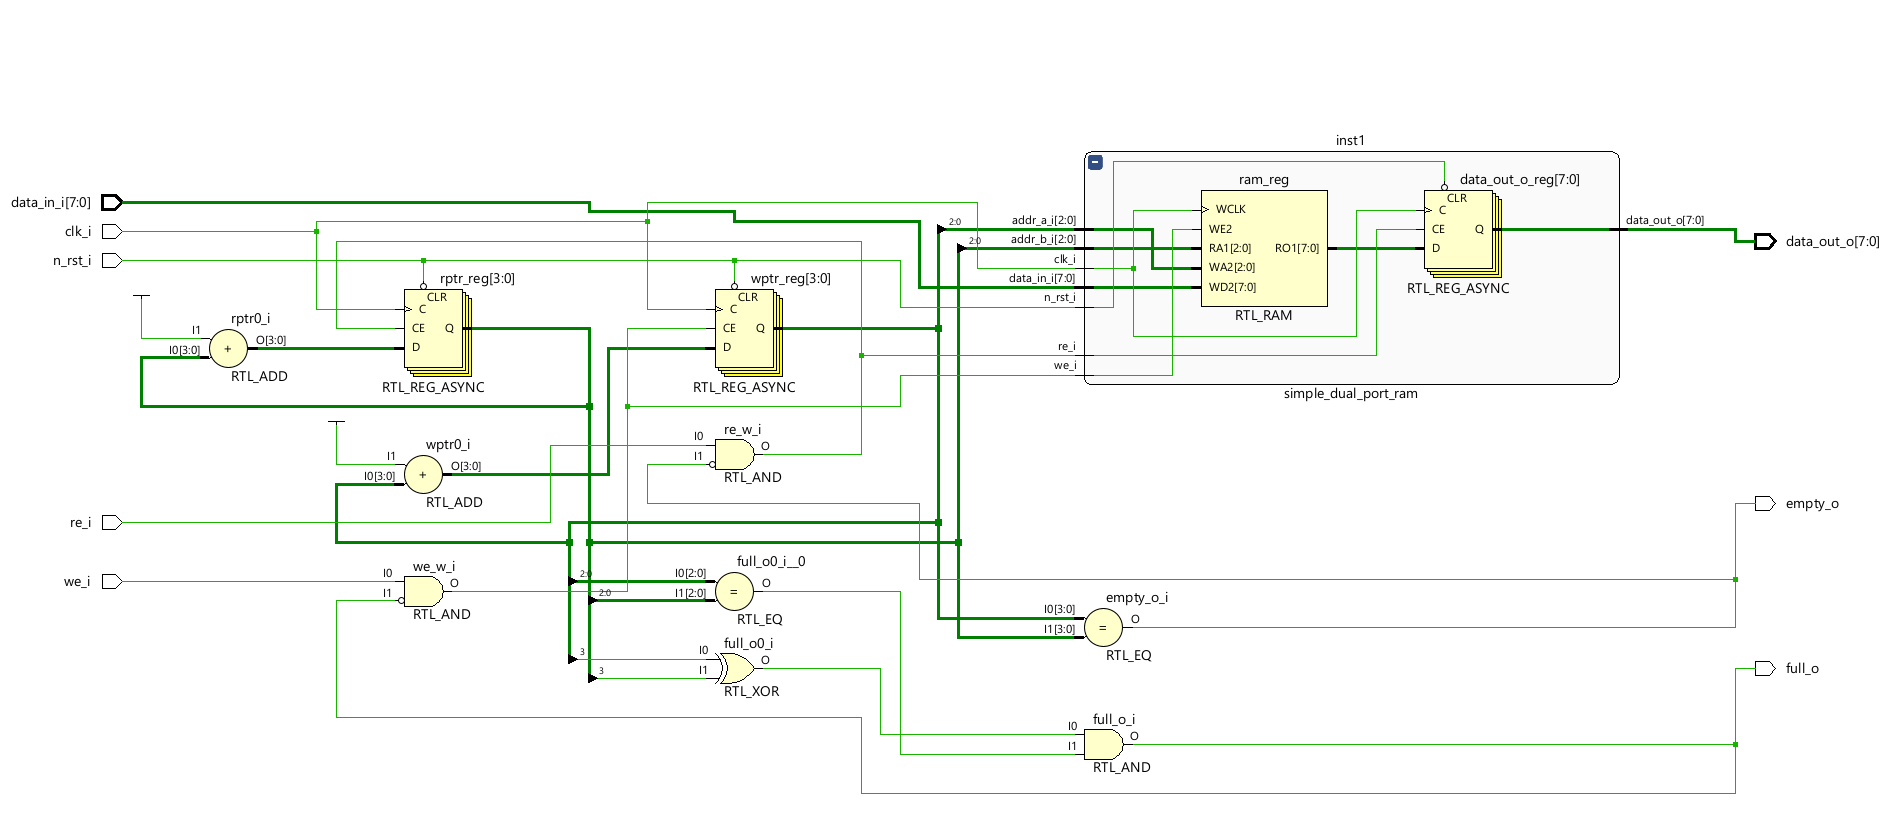 inst1
ram_reg
data_out_o_reg[7:0]
data_in_i[7:0]
clk_i
n_rst_i
WCLK
WE2
RA1[2:0]
WA2[2:0]
WD2[7:0]
RO1[7:0]
RTL_RAM
CLR
C
CE
D
Q
RTL_REG_ASYNC
data_out_o[7:0]
data_out_o[7:0]
2:0
addr_a_i[2:0]
2:0
addr_b_i[2:0]
clk_i
data_in_i[7:0]
n_rst_i
re_i
we_i
simple_dual_port_ram
rptr_reg[3:0]
CLR
C
CE
Q
D
RTL_REG_ASYNC
wptr_reg[3:0]
CLR
C
CE
Q
D
RTL_REG_ASYNC
rptr0_i
I1
I0[3:0]
+
O[3:0]
RTL_ADD
wptr0_i
I1
I0[3:0]
+
O[3:0]
RTL_ADD
re_w_i
I0
I1
O
RTL_AND
re_i
we_i
we_w_i
I0
I1
O
RTL_AND
full_o0_i__0
2:0
I0[2:0]
2:0
I1[2:0]
=
O
RTL_EQ
full_o0_i
3
I0
3
I1
O
RTL_XOR
empty_o_i
I0[3:0]
I1[3:0]
=
O
RTL_EQ
full_o_i
I0
I1
O
RTL_AND
empty_o
full_o